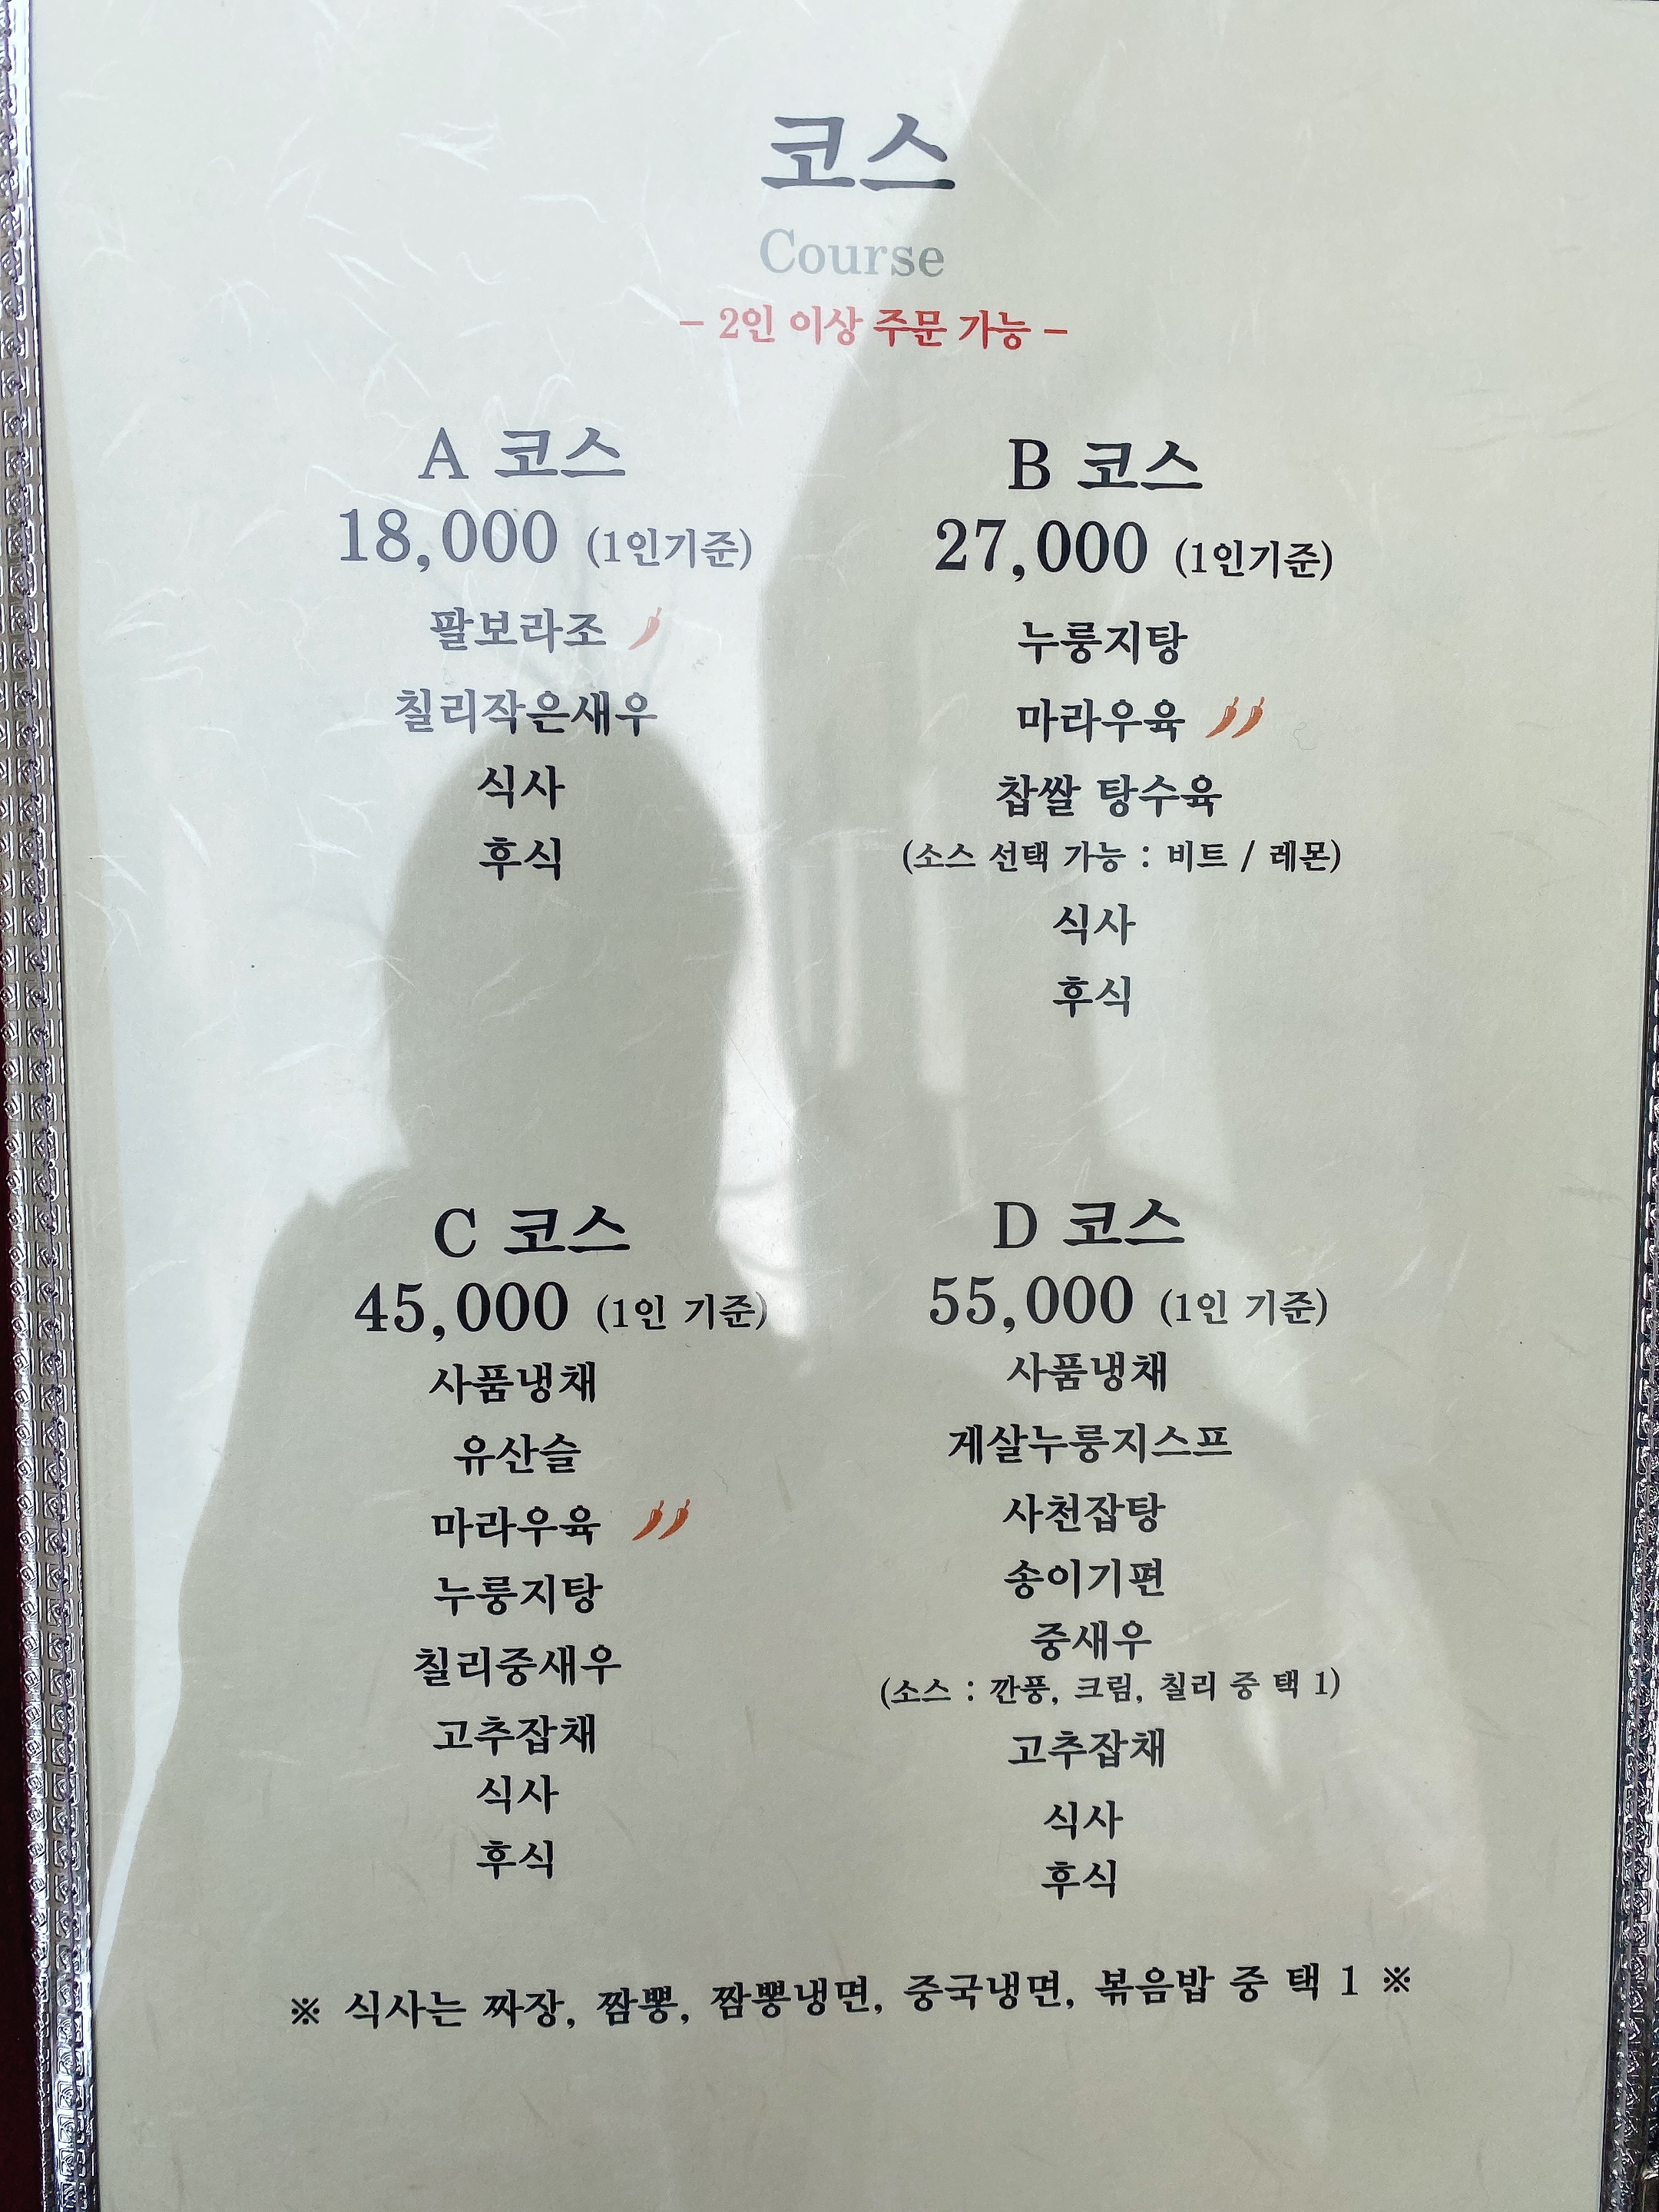 코스
Course
- 2인 이상 주문 가능 -
A 코스
18,000 (1인기준)
팔보라조
칠리작은새우
식사
후식
B 코스
27,000 (1인기준)
누룽지탕
마라우육
찹쌀 탕수육
(소스 선택 가능 : 비트 / 레몬)
식사
후식
C 코스
45,000 (1인 기준)
사품냉채
유산슬
마라우육
누룽지탕
칠리중새우
고추잡채
식사
후식
D 코스
55,000 (1인 기준)
사품냉채
게살누룽지스프
사천잡탕
송이기편
중새우
(소스 : 깐풍, 크림, 칠리 중 택 1)
고추잡채
식사
후식
※ 식사는 짜장, 짬뽕, 짬뽕냉면, 중국냉면, 볶음밥 중 택 1 ※